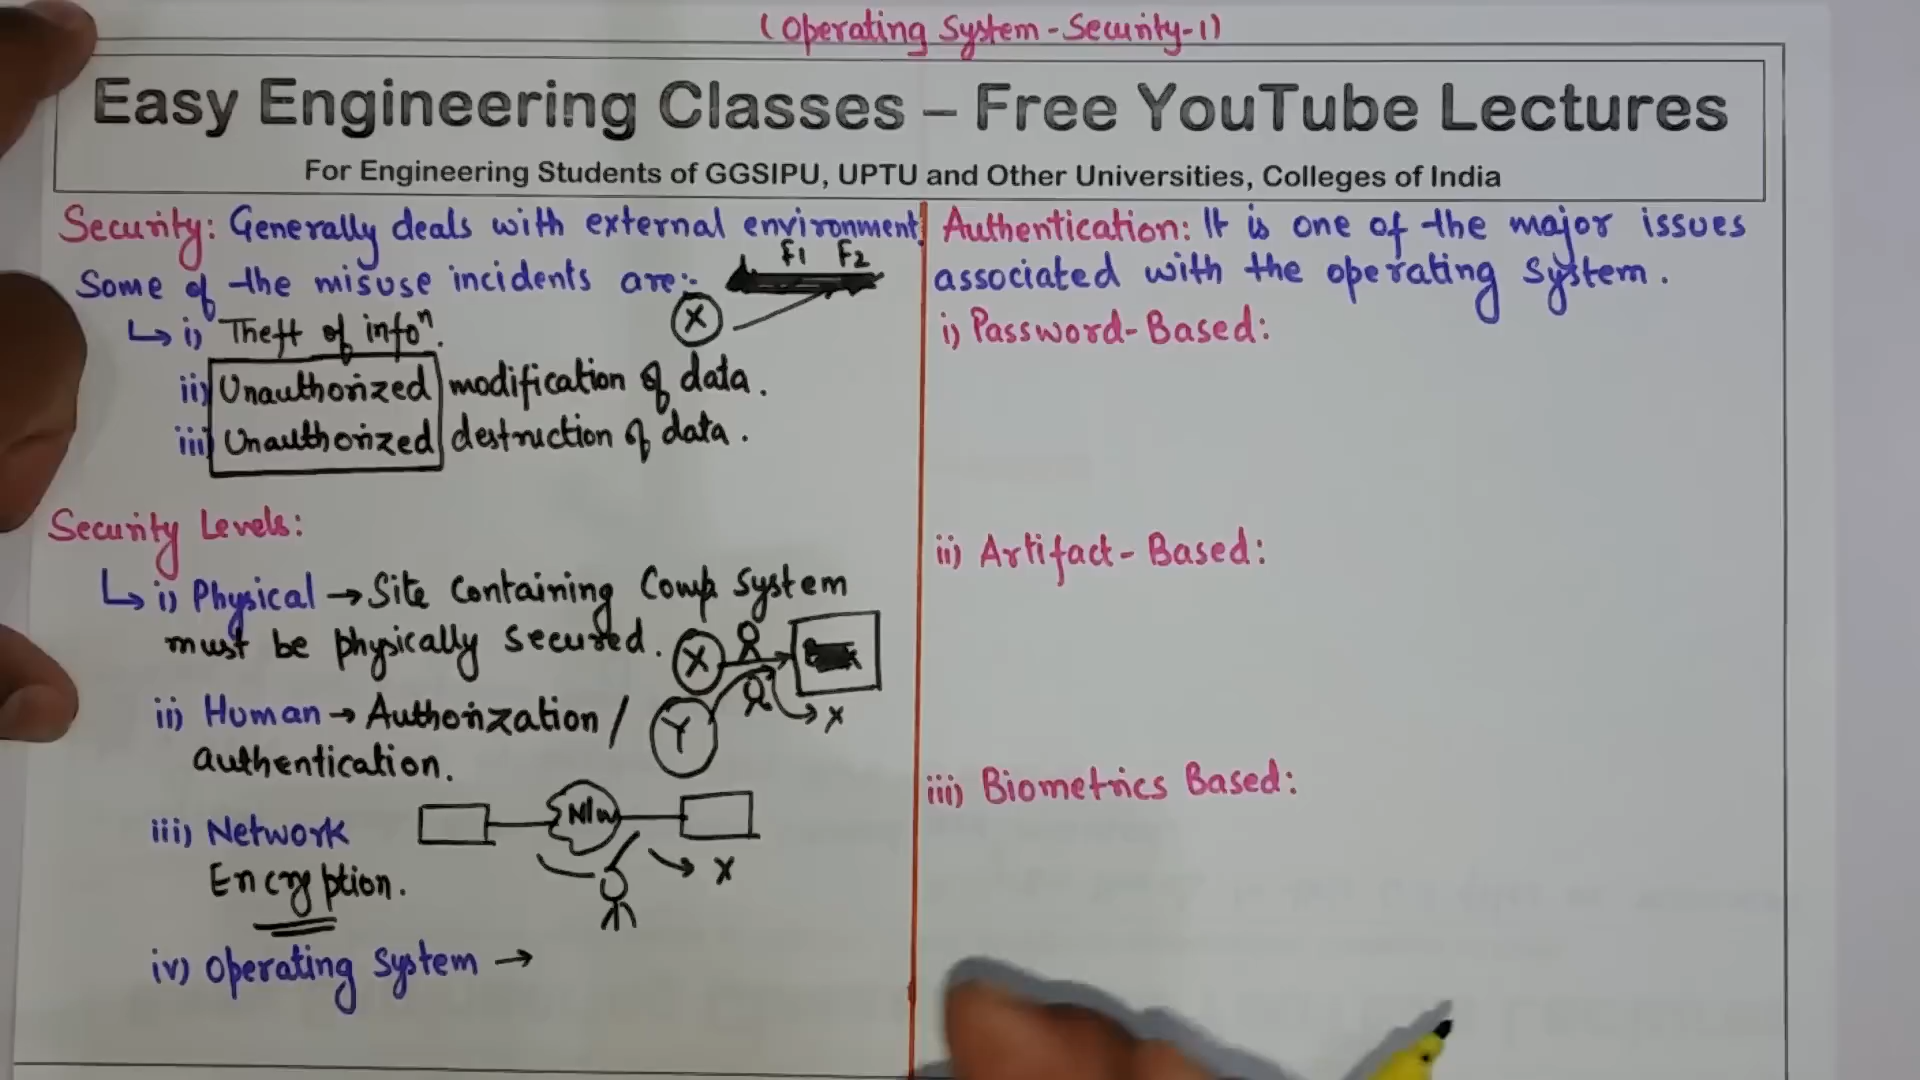 (Operating System-Security-1)
Easy Engineering Classes – Free YouTube Lectures
For Engineering Students of GGSIPU, UPTU and Other Universities, Colleges of India
Security: Generally deals with external environment.
Some of the misuse incidents are:-
F1 F2
X
i) Theft of infoⁿ.
ii) Unauthorized modification of data.
iii) Unauthorized destruction of data.
Security Levels:
i) Physical → Site Containing Comp System
must be physically secured.
X
ii) Human → Authorization /
authentication.
Y
x
iii) Network
N/w
Encryption.
X
iv) Operating System →
Authentication: It is one of the major issues
associated with the operating System.
i) Password-Based:
ii) Artifact-Based:
iii) Biometrics Based: